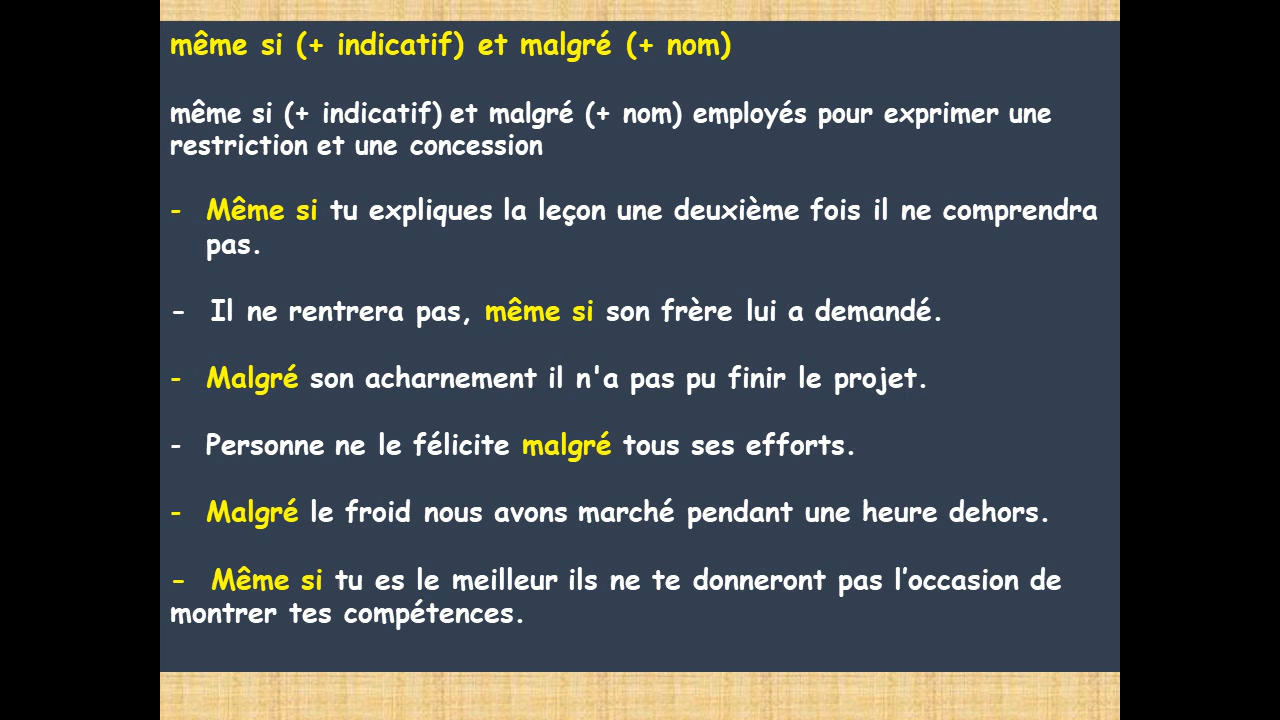 même si (+ indicatif) et malgré (+ nom)
même si (+ indicatif) et malgré (+ nom) employés pour exprimer une
restriction et une concession
- Même si tu expliques la leçon une deuxième fois il ne comprendra
pas.
- Il ne rentrera pas, même si son frère lui a demandé.
- Malgré son acharnement il n'a pas pu finir le projet.
- Personne ne le félicite malgré tous ses efforts.
- Malgré le froid nous avons marché pendant une heure dehors.
- Même si tu es le meilleur ils ne te donneront pas l’occasion de
montrer tes compétences.